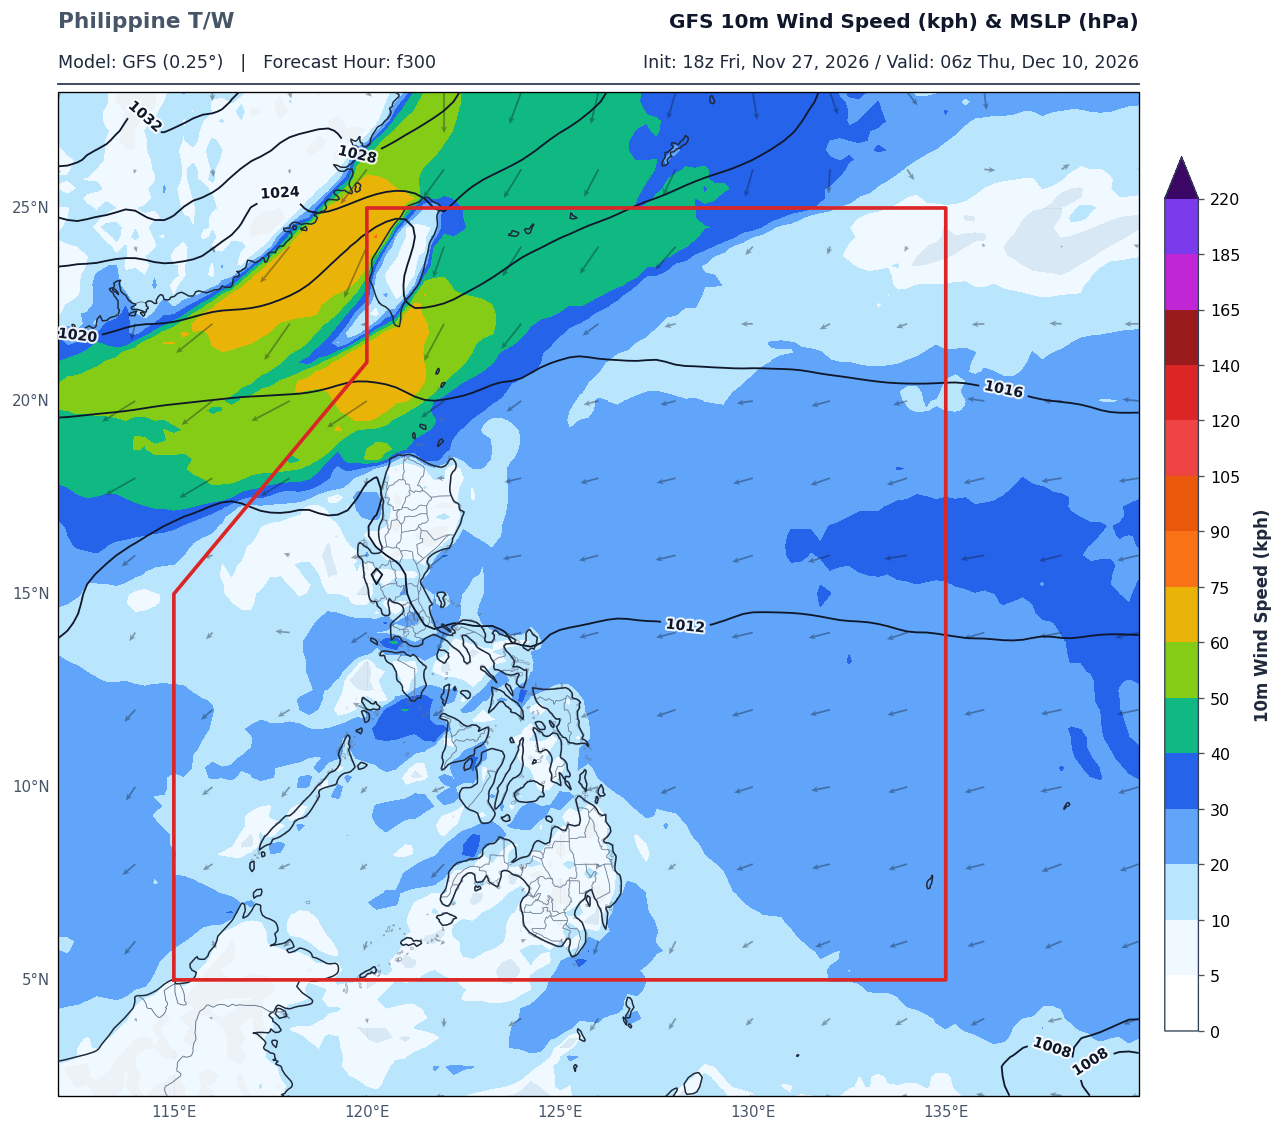 Philippine T/W
GFS 10m Wind Speed (kph) & MSLP (hPa)
Model: GFS (0.25°)   |   Forecast Hour: f300
Init: 18z Fri, Nov 27, 2026 / Valid: 06z Thu, Dec 10, 2026
1032
1028
1024
1020
1016
1012
1008
1008
25°N
20°N
15°N
10°N
5°N
115°E
120°E
125°E
130°E
135°E
220
185
165
140
120
105
90
75
60
50
40
30
20
10
5
0
10m Wind Speed (kph)